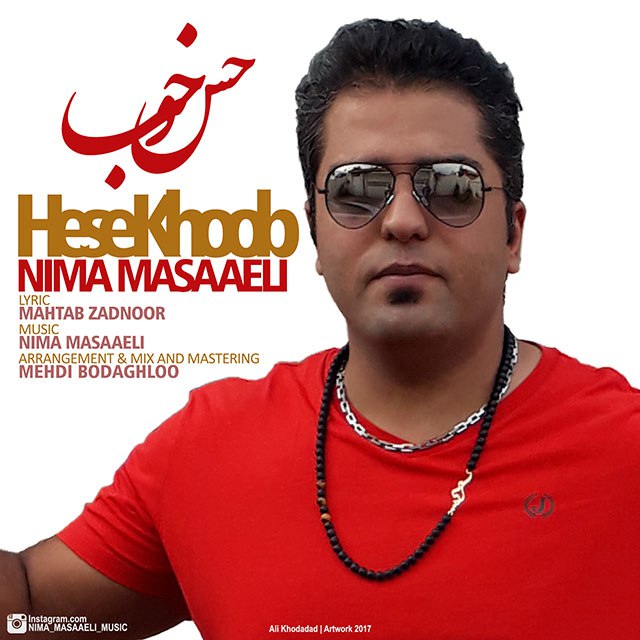 حس خوب
HeseKhoob
NIMA MASAAELI
LYRIC
MAHTAB ZADNOOR
MUSIC
NIMA MASAAELI
ARRANGEMENT & MIX AND MASTERING
MEHDI BODAGHLOO
Instagram.com
NIMA_MASAAELI_MUSIC
Ali Khodadad | Artwork 2017